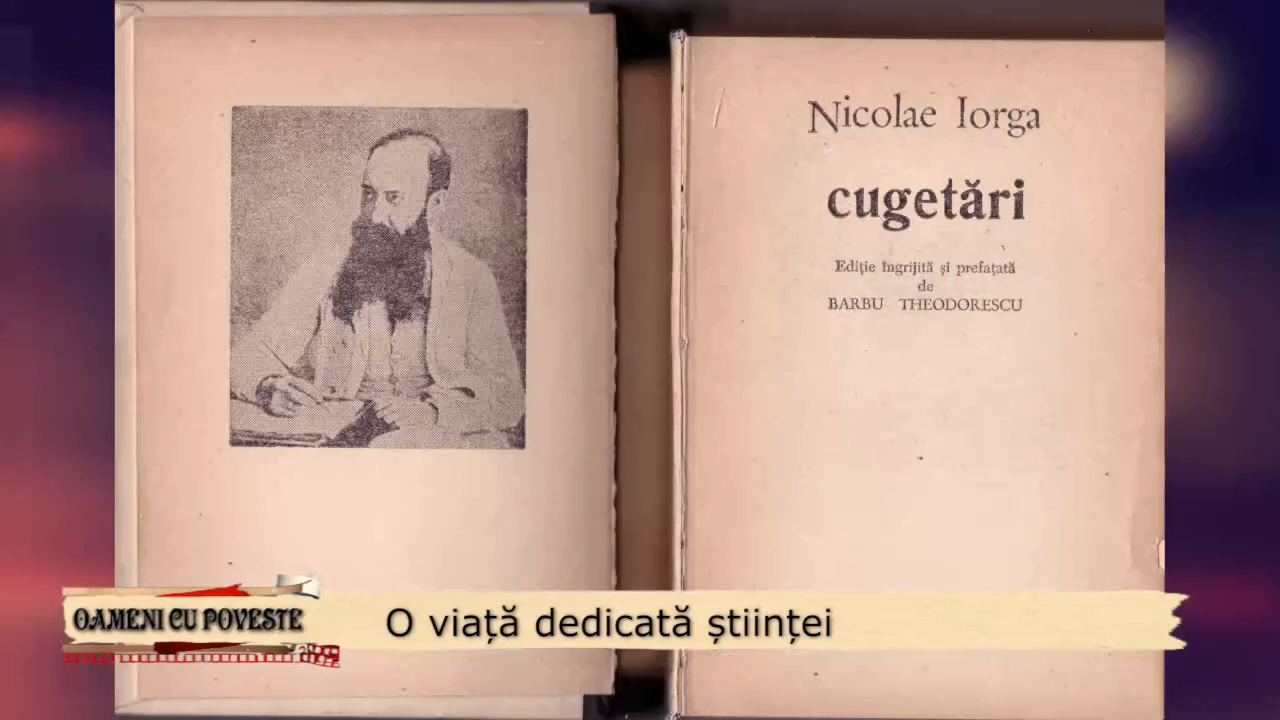 Nicolae Iorga
cugetări
Ediție îngrijită și prefațată
de
BARBU THEODORESCU
OAMENI CU POVESTE
O viață dedicată științei